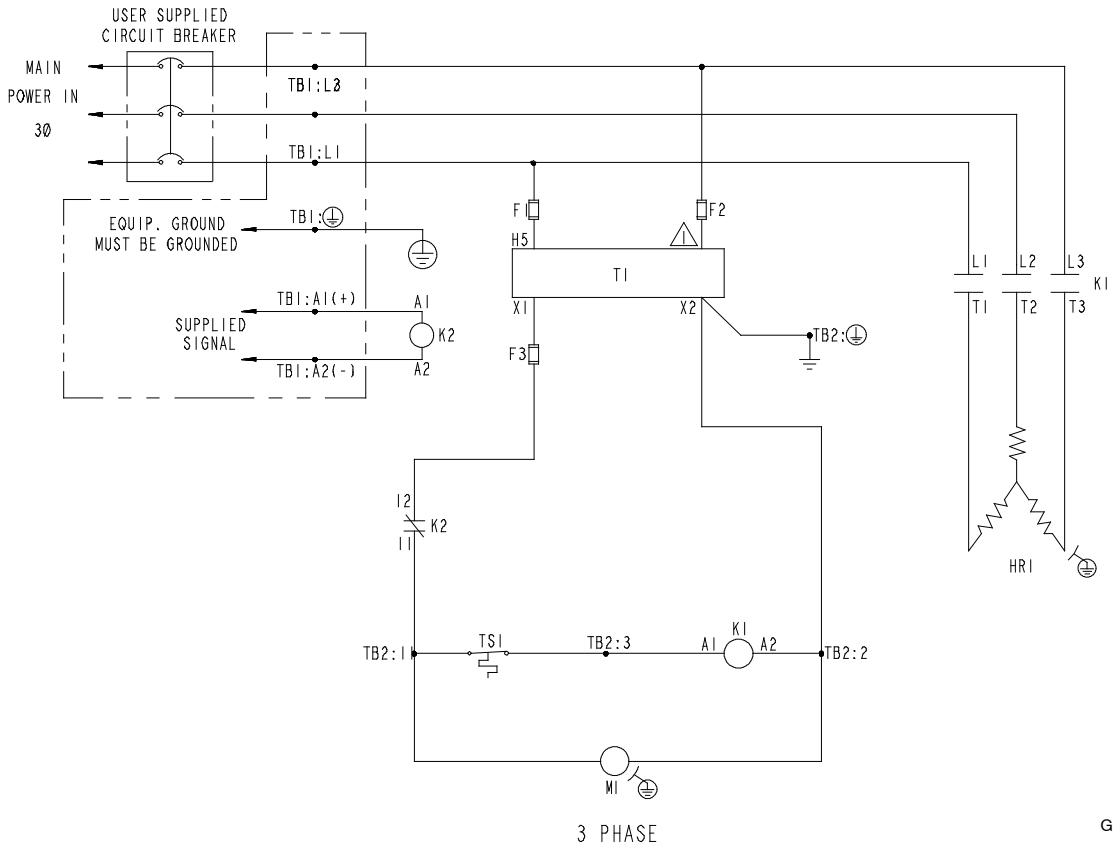 USER SUPPLIED
CIRCUIT BREAKER
MAIN
POWER IN
3Ø
TB1:L3
TB1:L1
EQUIP. GROUND
MUST BE GROUNDED
TB1:
TB1:A1(+)
A1
SUPPLIED
SIGNAL
K2
TB1:A2(-)
A2
F1
F2
H5
1
T1
X1
X2
F3
TB2:
L1
L2
L3
K1
T1
T2
T3
HR1
12
K2
11
TB2:11
TS1
TB2:3
A1
K1
A2
TB2:2
M1
3 PHASE
G